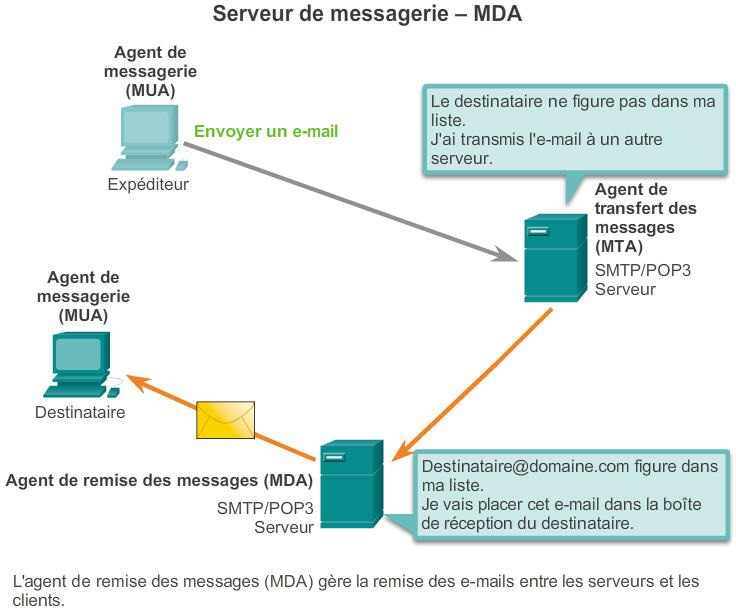 Serveur de messagerie – MDA
Agent de
messagerie
(MUA)
Envoyer un e-mail
Expéditeur
Le destinataire ne figure pas dans ma
liste.
J'ai transmis l'e-mail à un autre
serveur.
Agent de
transfert des
messages
(MTA)
SMTP/POP3
Serveur
Agent de
messagerie
(MUA)
Destinataire
Agent de remise des messages (MDA)
SMTP/POP3
Serveur
Destinataire@domaine.com figure dans
ma liste.
Je vais placer cet e-mail dans la boîte
de réception du destinataire.
L'agent de remise des messages (MDA) gère la remise des e-mails entre les serveurs et les
clients.